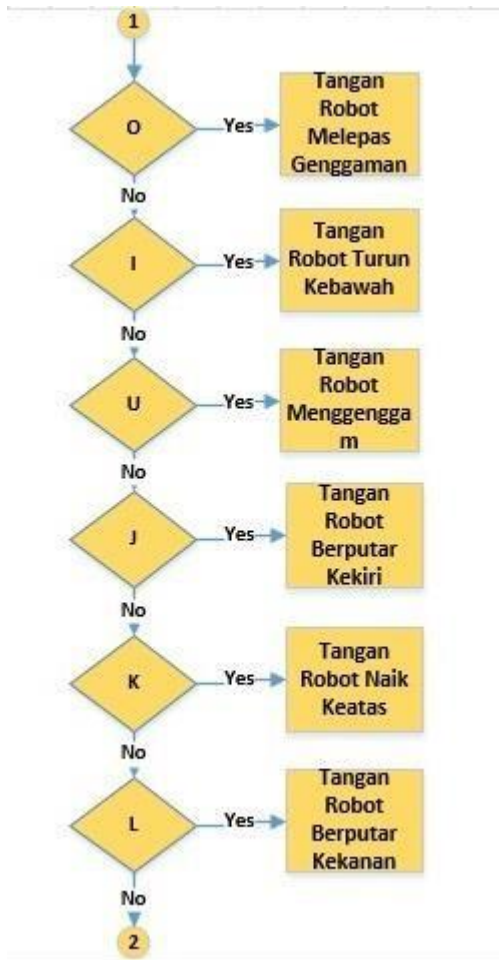 1
O
Yes
Tangan
Robot
Melepas
Genggaman
No
I
Yes
Tangan
Robot Turun
Kebawah
No
U
Yes
Tangan
Robot
Menggengga
m
No
J
Yes
Tangan
Robot
Berputar
Kekiri
No
K
Yes
Tangan
Robot Naik
Keatas
No
L
Yes
Tangan
Robot
Berputar
Kekanan
No
2